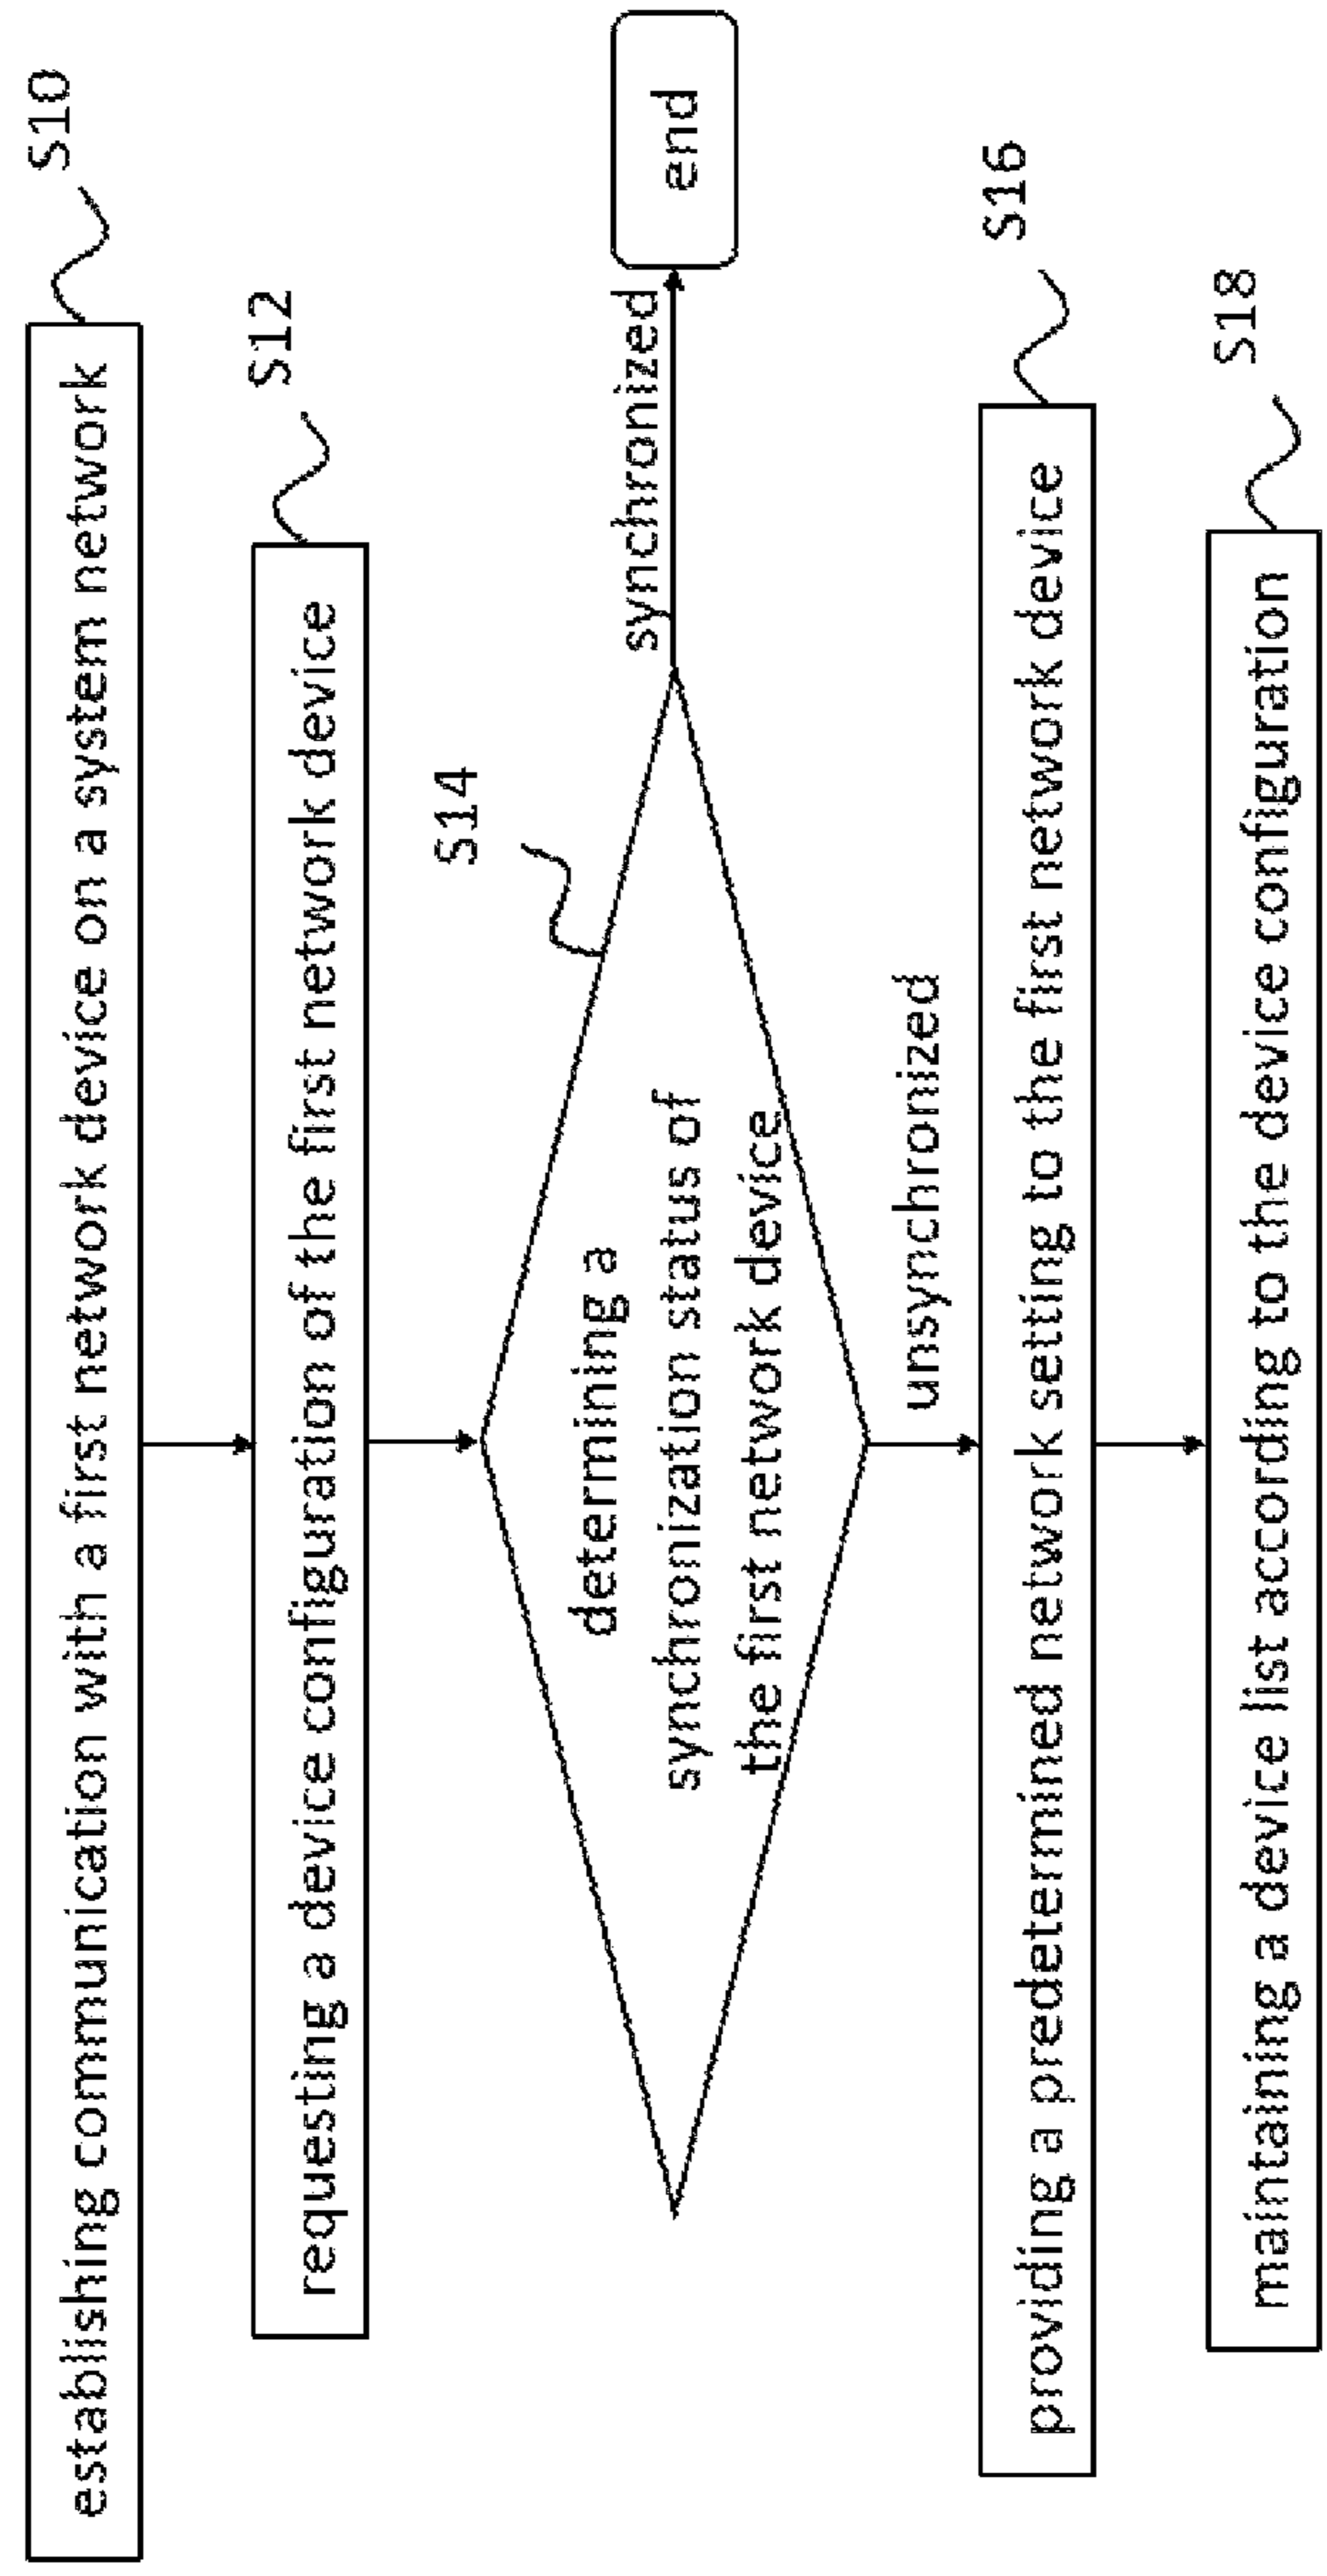 establishing communication with a first network device on a system network
S10
requesting a device configuration of the first network device
S12
determining a
synchronization status of
the first network device
S14
synchronized
end
unsynchronized
providing a predetermined network setting to the first network device
S16
maintaining a device list according to the device configuration
S18